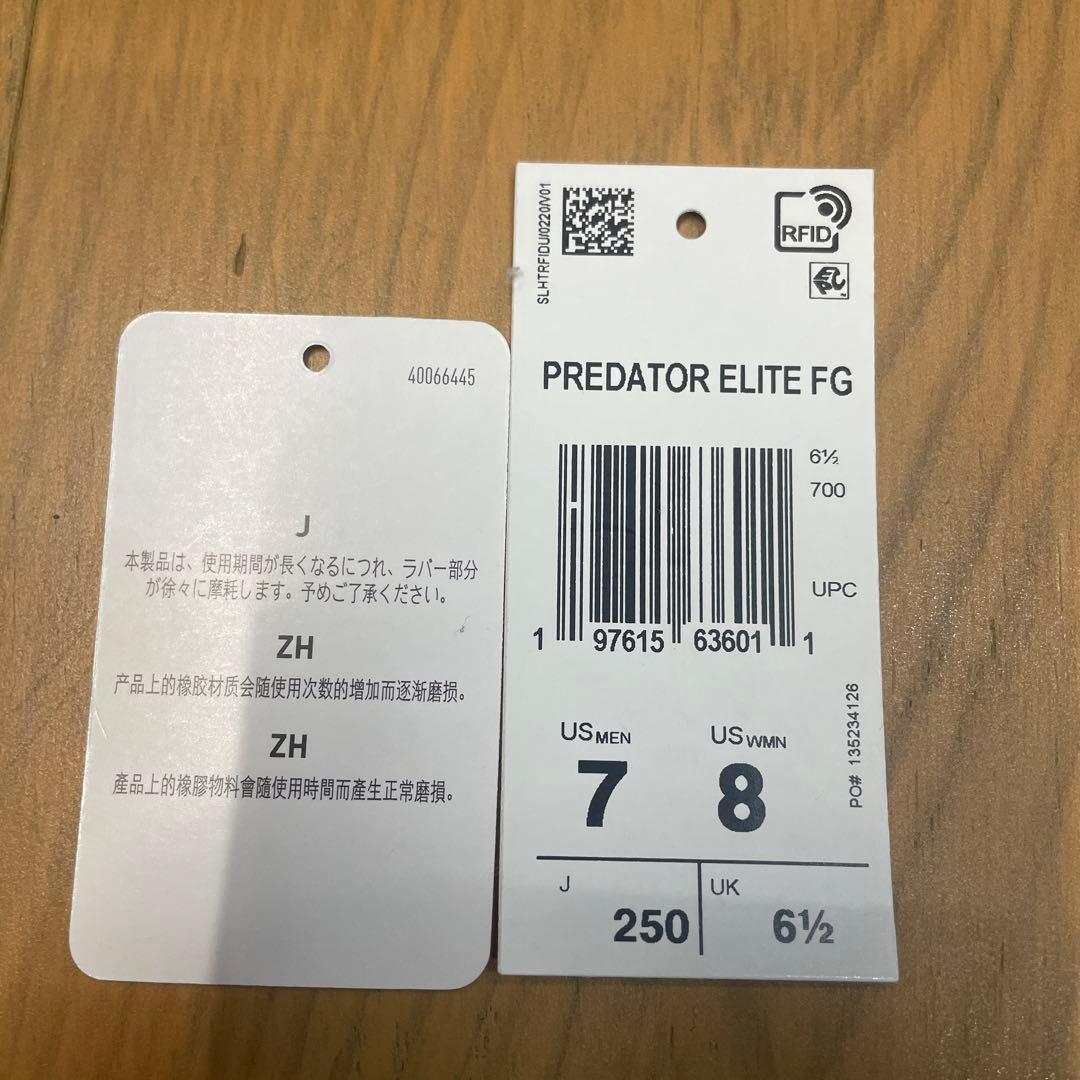 40066445
J
本製品は、使用期間が長くなるにつれ、ラバー部分
が徐々に摩耗します。予めご了承ください。
ZH
产品上的橡胶材质会随使用次数的增加而逐渐磨损。
ZH
產品上的橡膠物料會隨使用時間而產生正常磨損。
SLHTRFIDU/0220/V01
RFID
EPC
PREDATOR ELITE FG
6½
700
UPC
1 97615 63601 1
PO# 135234126
US MEN US WMN
7 8
J UK
250 6½